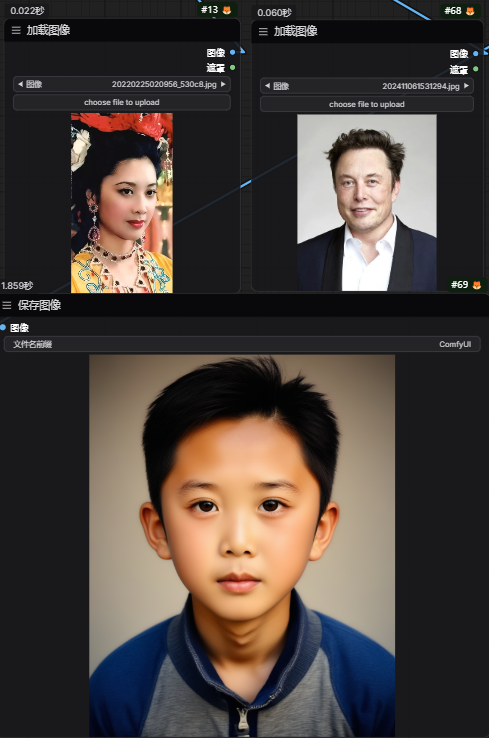 0.022秒
#13
加载图像
图像
遮罩
图像 20220225020956_530c8.jpg
choose file to upload
0.060秒
#68
加载图像
图像
遮罩
图像 202411061531294.jpg
choose file to upload
1.859秒
#69
保存图像
图像
文件名前缀 ComfyUI